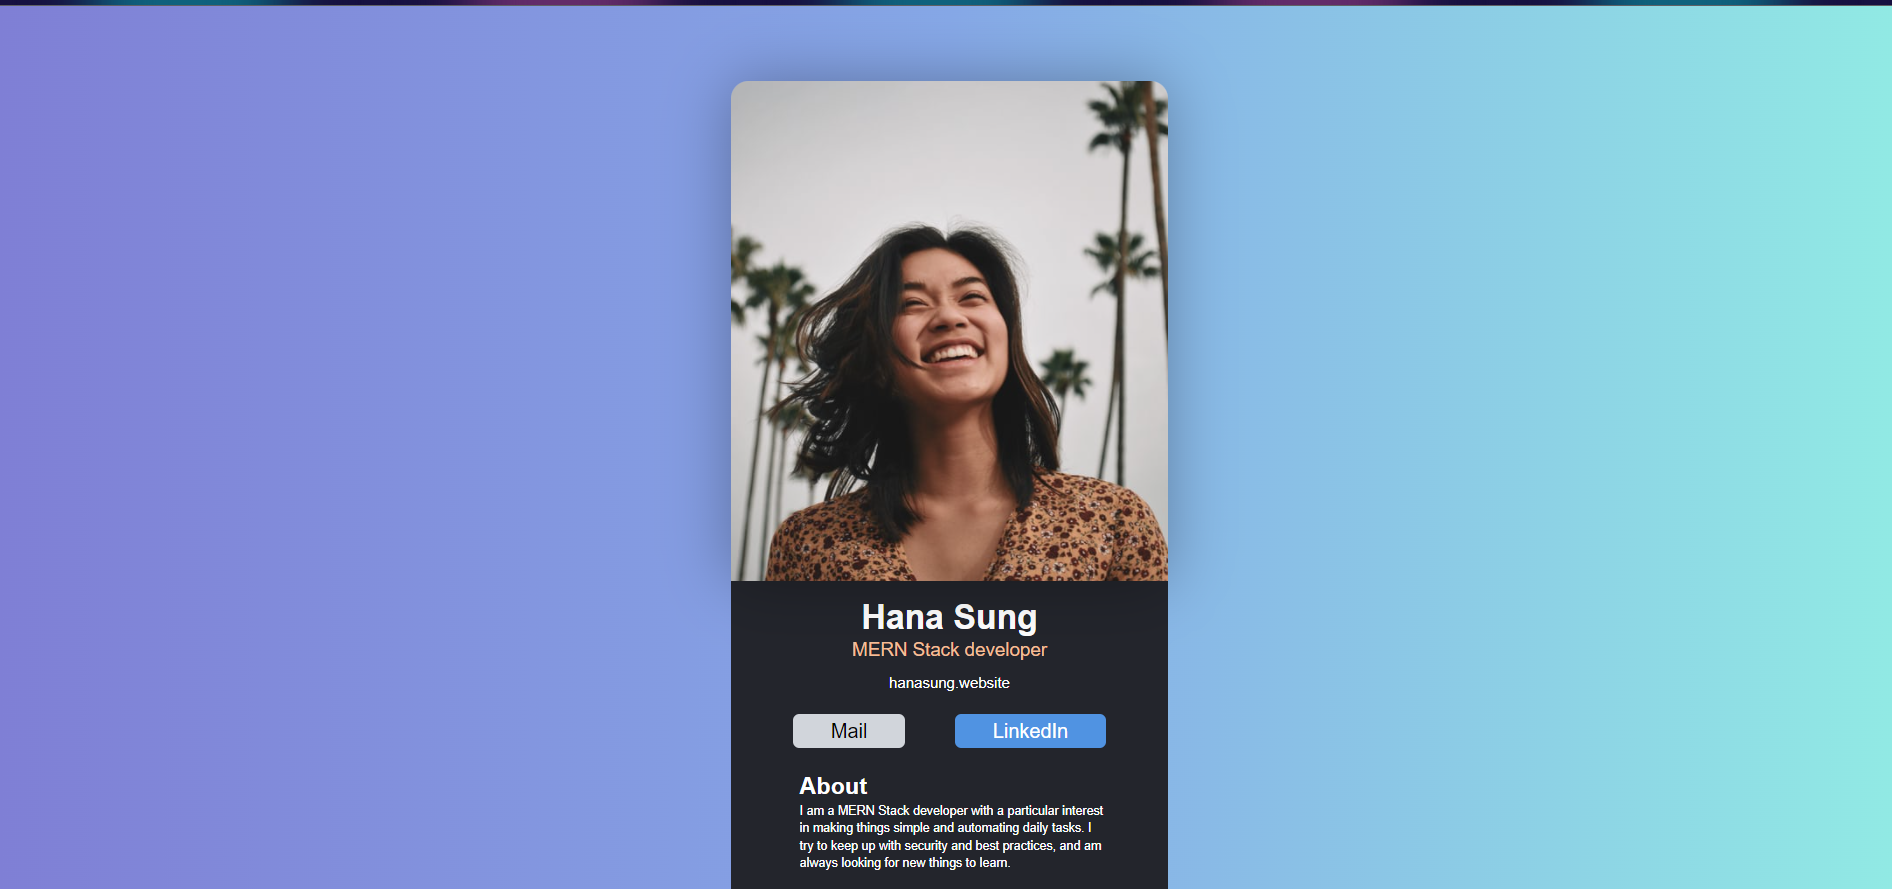 Hana Sung
MERN Stack developer
hanasung.website
Mail
LinkedIn
About
I am a MERN Stack developer with a particular interest
in making things simple and automating daily tasks. I
try to keep up with security and best practices, and am
always looking for new things to learn.